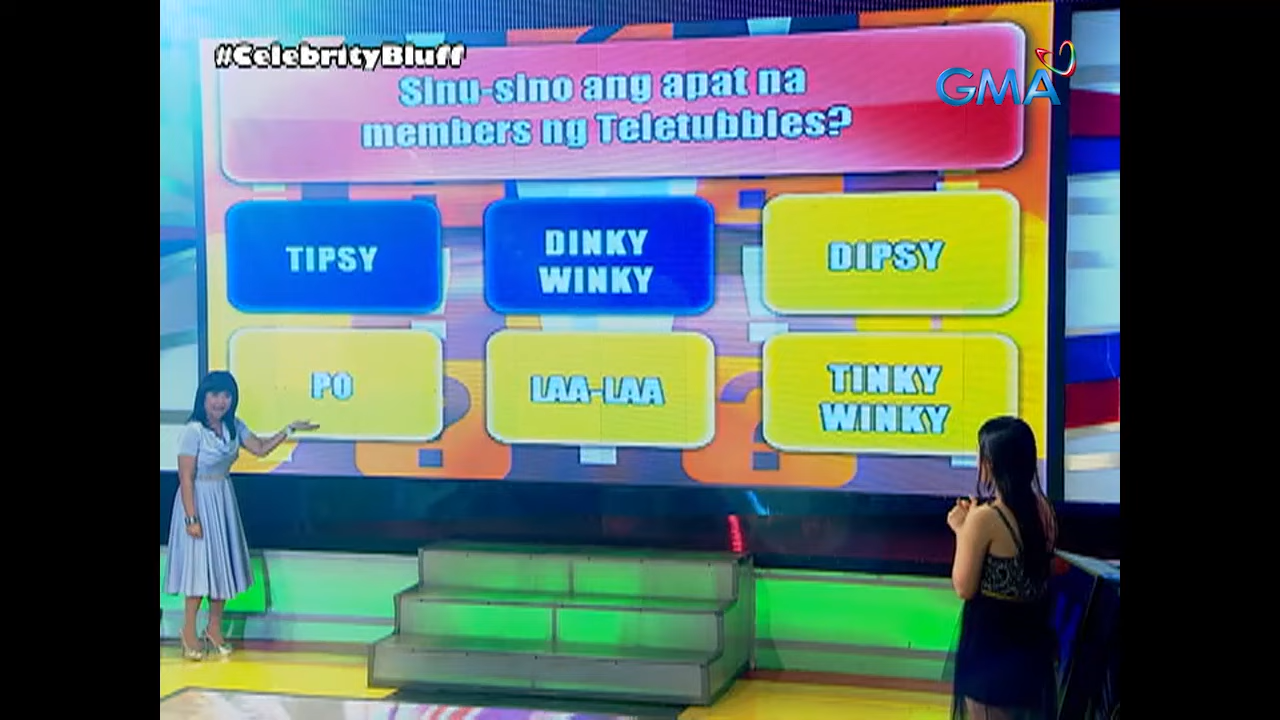 #CelebrityBluff
GMA
Sinu-sino ang apat na
members ng Teletubbies?
TIPSY
DINKY
WINKY
DIPSY
PO
LAA-LAA
TINKY
WINKY